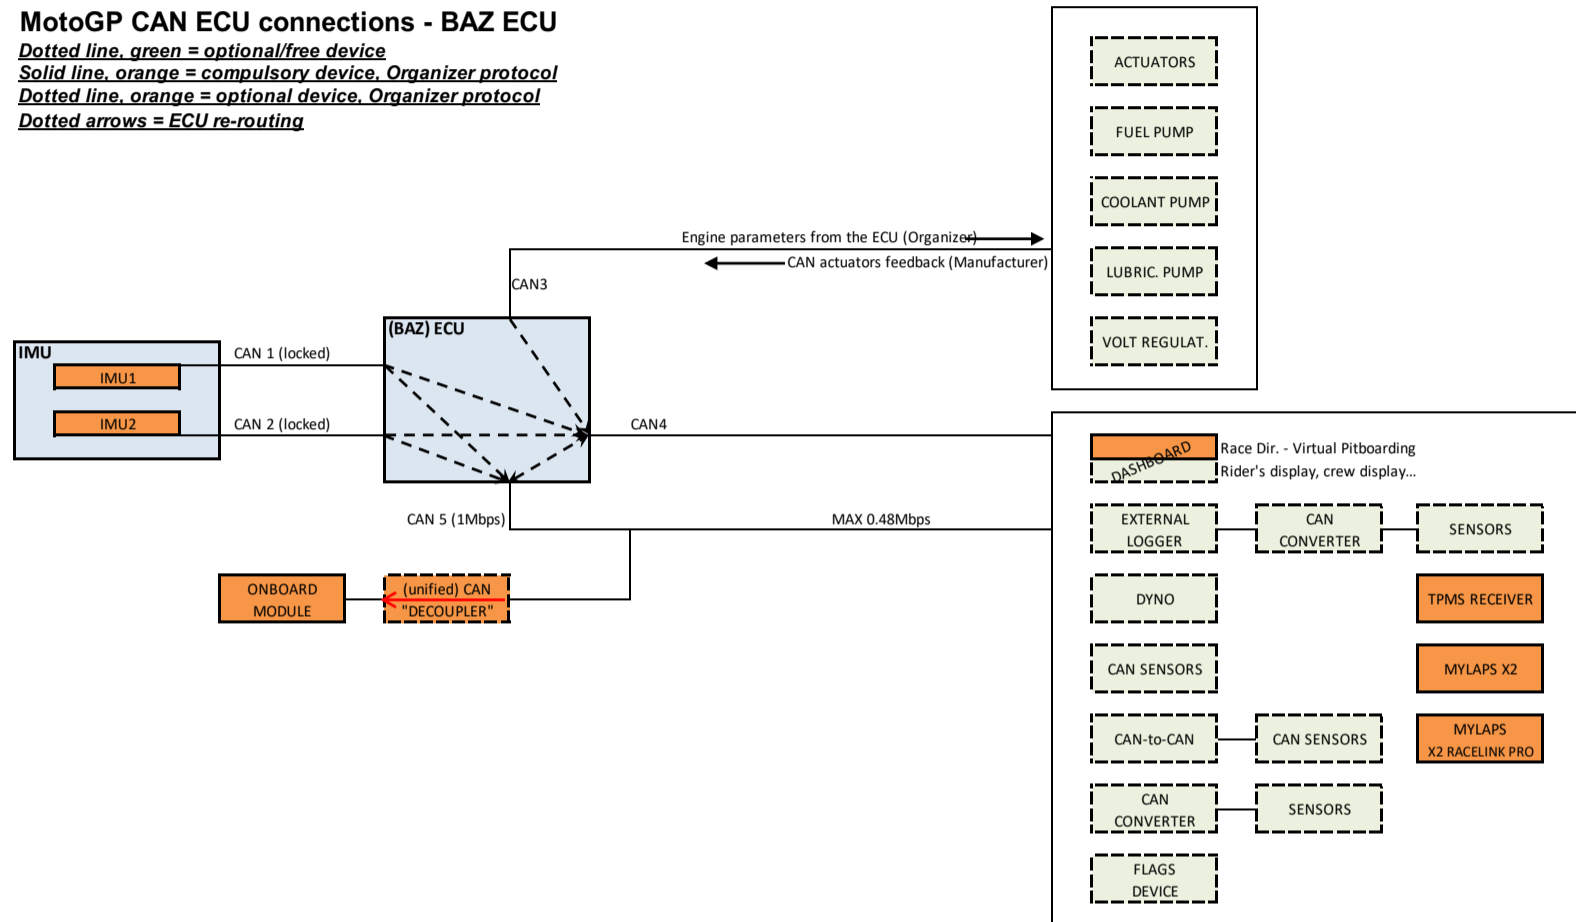 MotoGP CAN ECU connections - BAZ ECU
Dotted line, green = optional/free device
Solid line, orange = compulsory device, Organizer protocol
Dotted line, orange = optional device, Organizer protocol
Dotted arrows = ECU re-routing
ACTUATORS
FUEL PUMP
COOLANT PUMP
LUBRIC. PUMP
VOLT REGULAT.
Engine parameters from the ECU (Organizer)
CAN actuators feedback (Manufacturer)
CAN3
(BAZ) ECU
IMU
IMU1
IMU2
CAN 1 (locked)
CAN 2 (locked)
CAN4
CAN 5 (1Mbps)
MAX 0.48Mbps
ONBOARD
MODULE
(unified) CAN
"DECOUPLER"
DASHBOARD
Race Dir. - Virtual Pitboarding
Rider's display, crew display...
EXTERNAL
LOGGER
CAN
CONVERTER
SENSORS
DYNO
TPMS RECEIVER
CAN SENSORS
MYLAPS X2
CAN-to-CAN
CAN SENSORS
MYLAPS
X2 RACELINK PRO
CAN
CONVERTER
SENSORS
FLAGS
DEVICE